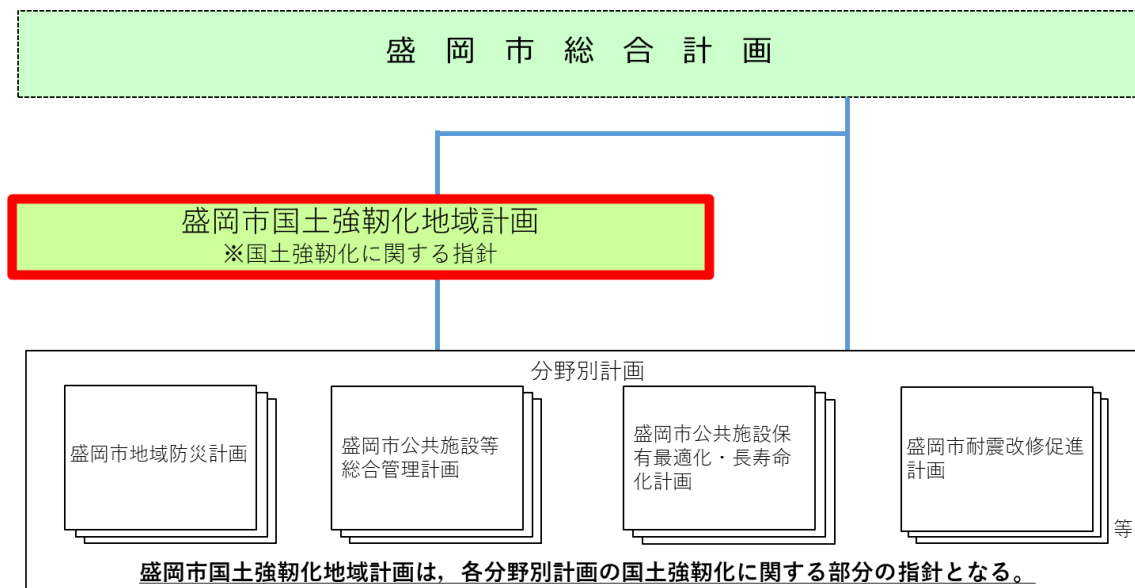 盛岡市総合計画
盛岡市国土強靭化地域計画
※国土強靭化に関する指針
分野別計画
盛岡市地域防災計画
盛岡市公共施設等
総合管理計画
盛岡市公共施設保
有最適化・長寿命
化計画
盛岡市耐震改修促進
計画
等
盛岡市国土強靭化地域計画は，各分野別計画の国土強靭化に関する部分の指針となる。